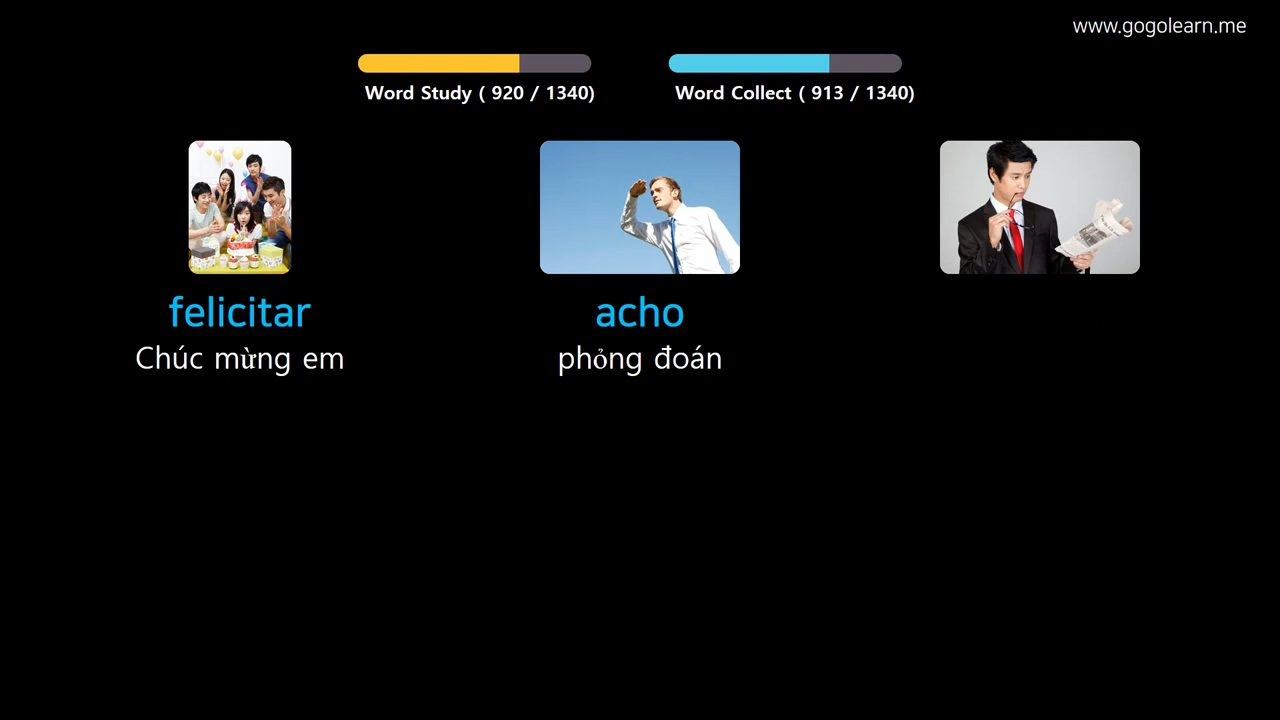 www.gogolearn.me
Word Study ( 920 / 1340)
Word Collect ( 913 / 1340)
felicitar
Chúc mừng em
acho
phỏng đoán